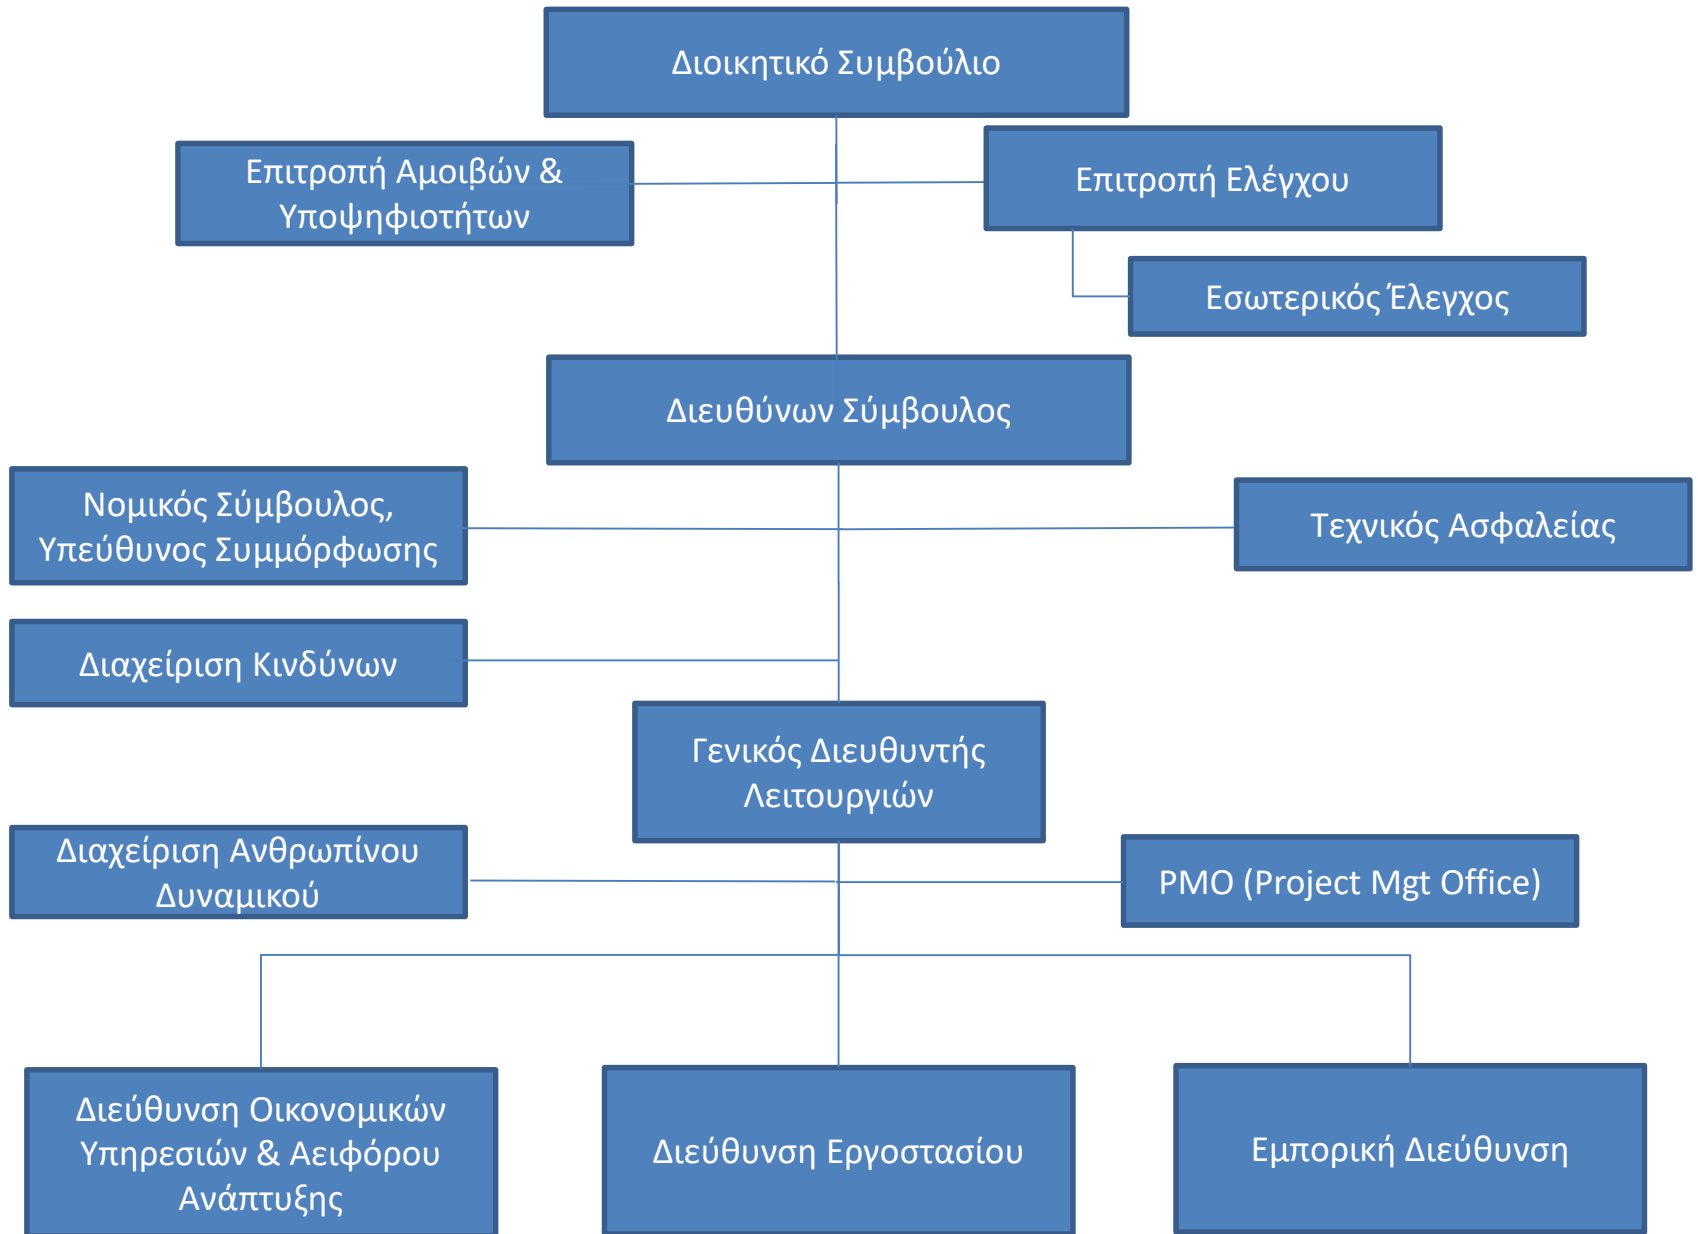 Διοικητικό Συμβούλιο
Επιτροπή Αμοιβών &
Υποψηφιοτήτων
Επιτροπή Ελέγχου
Εσωτερικός Έλεγχος
Διευθύνων Σύμβουλος
Νομικός Σύμβουλος,
Υπεύθυνος Συμμόρφωσης
Τεχνικός Ασφαλείας
Διαχείριση Κινδύνων
Γενικός Διευθυντής
Λειτουργιών
Διαχείριση Ανθρωπίνου
Δυναμικού
PMO (Project Mgt Office)
Διεύθυνση Οικονομικών
Υπηρεσιών & Αειφόρου
Ανάπτυξης
Διεύθυνση Εργοστασίου
Εμπορική Διεύθυνση